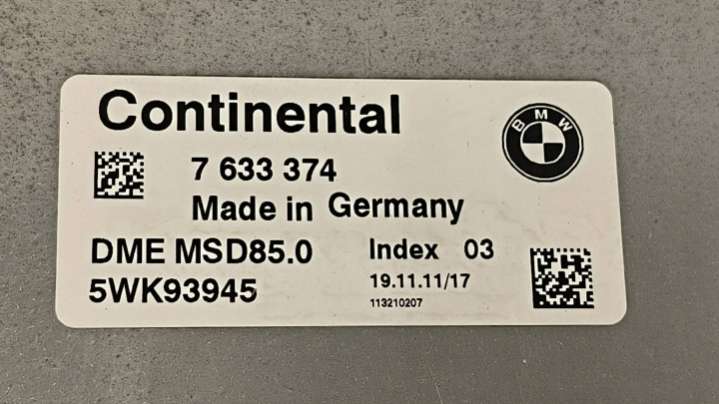 Continental
BMW
7 633 374
Made in Germany
DME MSD85.0 Index 03
5WK93945 19.11.11/17
113210207